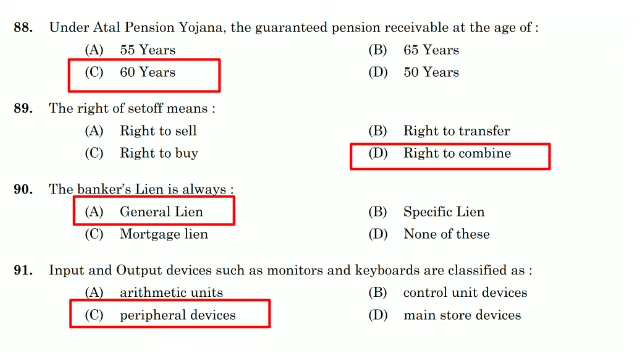 88. Under Atal Pension Yojana, the guaranteed pension receivable at the age of :
(A) 55 Years (B) 65 Years
(C) 60 Years (D) 50 Years
89. The right of setoff means :
(A) Right to sell (B) Right to transfer
(C) Right to buy (D) Right to combine
90. The banker's Lien is always :
(A) General Lien (B) Specific Lien
(C) Mortgage lien (D) None of these
91. Input and Output devices such as monitors and keyboards are classified as :
(A) arithmetic units (B) control unit devices
(C) peripheral devices (D) main store devices